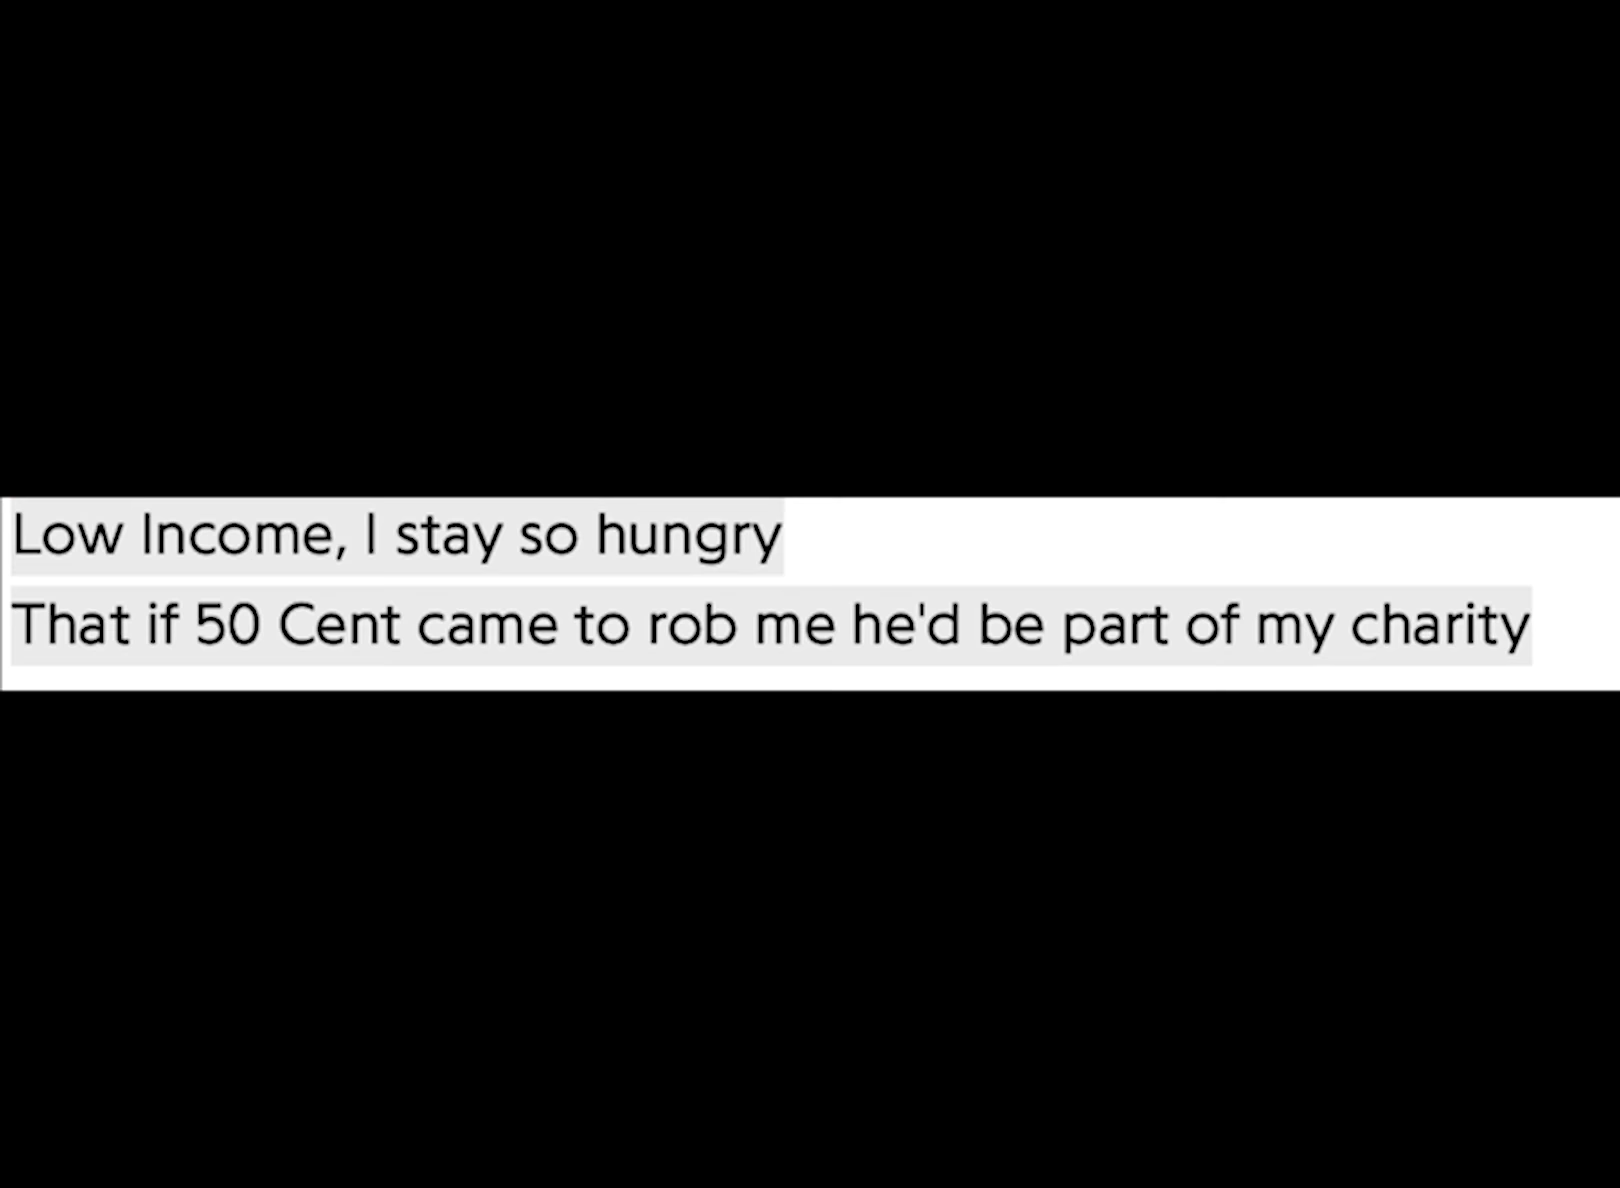 Low Income, I stay so hungry
That if 50 Cent came to rob me he'd be part of my charity